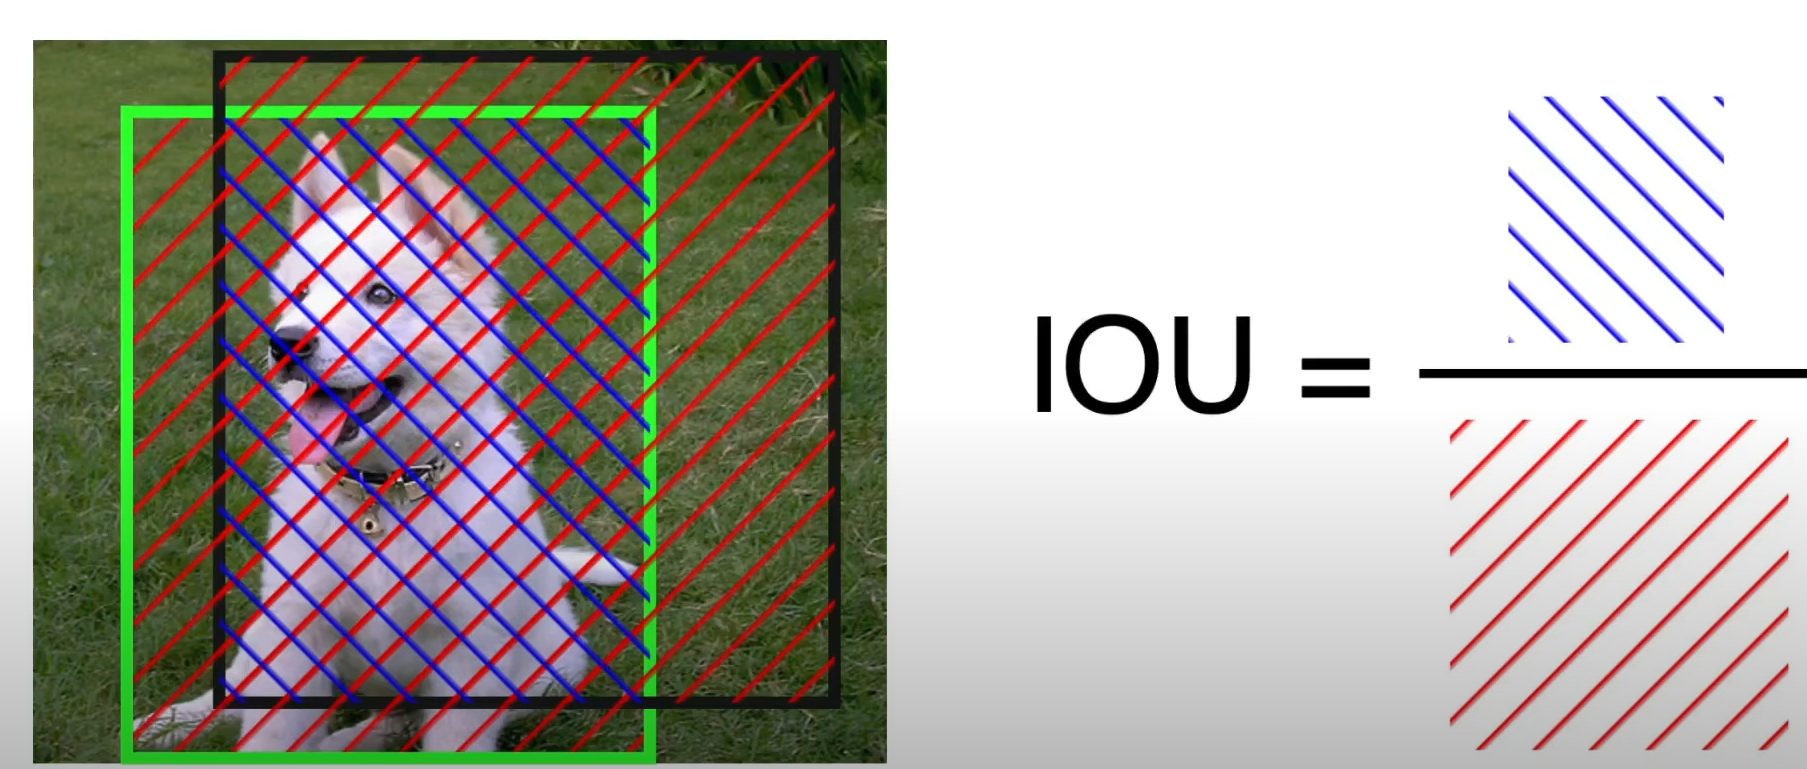 IOU =